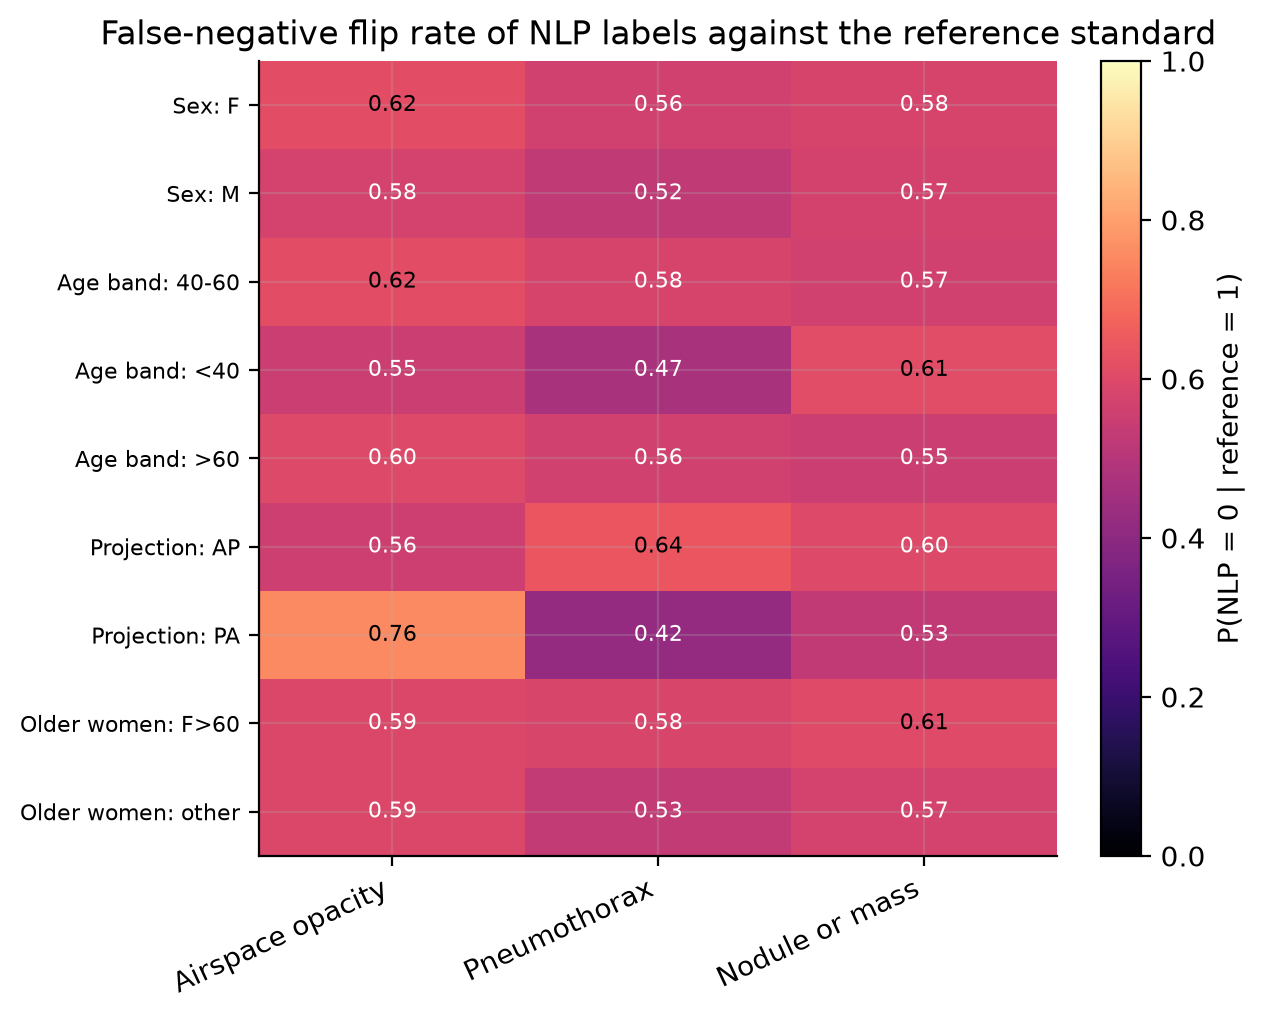 False-negative flip rate of NLP labels against the reference standard
Sex: F 0.62 0.56 0.58
Sex: M 0.58 0.52 0.57
Age band: 40-60 0.62 0.58 0.57
Age band: <40 0.55 0.47 0.61
Age band: >60 0.60 0.56 0.55
Projection: AP 0.56 0.64 0.60
Projection: PA 0.76 0.42 0.53
Older women: F>60 0.59 0.58 0.61
Older women: other 0.59 0.53 0.57
Airspace opacity
Pneumothorax
Nodule or mass
1.0
0.8
0.6
0.4
0.2
0.0
P(NLP = 0 | reference = 1)